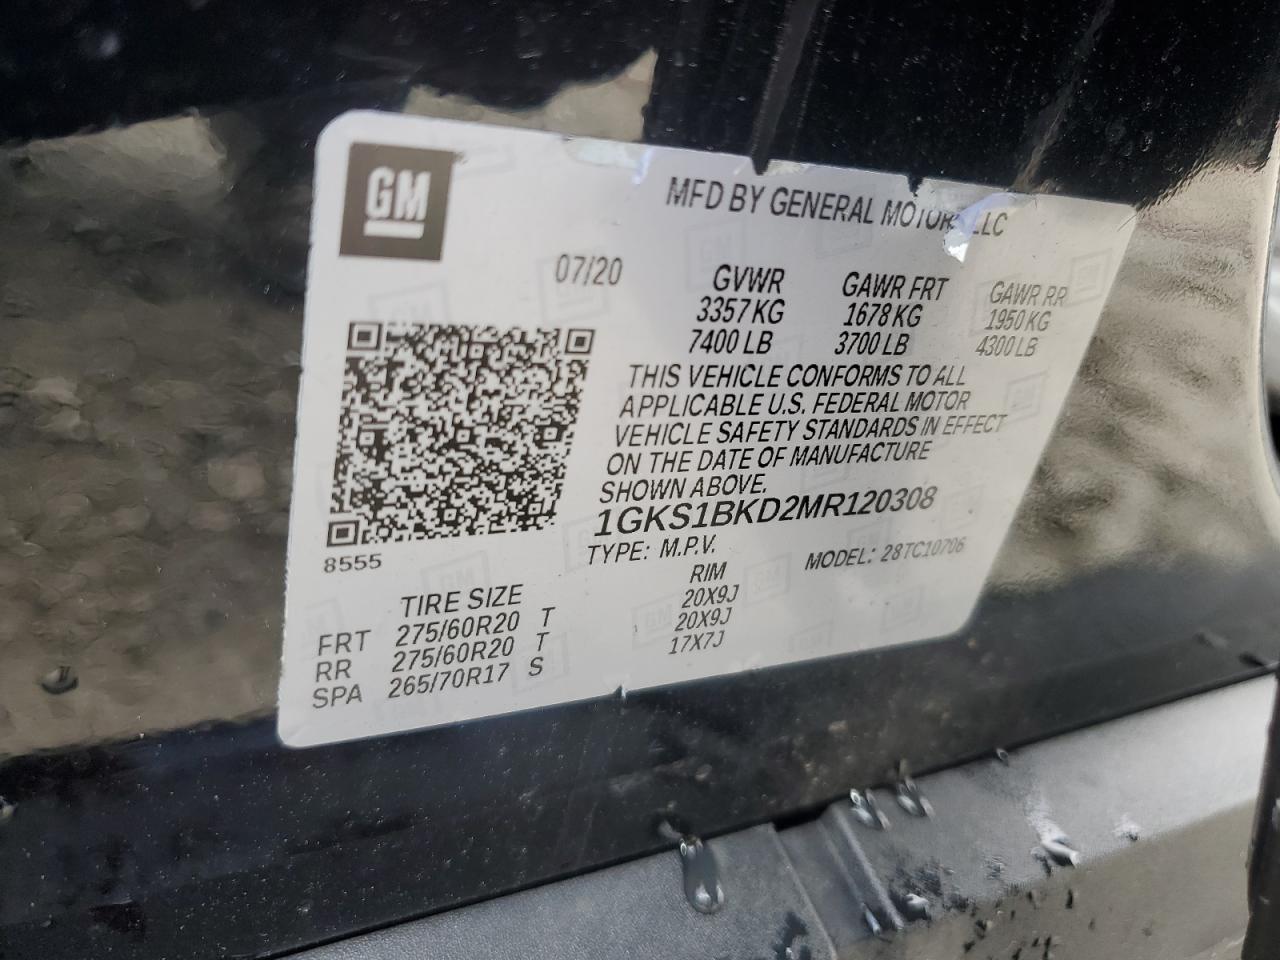 GM
MFD BY GENERAL MOTORS LLC
07/20
GVWR GAWR FRT GAWR RR
3357 KG 1678 KG 1950 KG
7400 LB 3700 LB 4300 LB
THIS VEHICLE CONFORMS TO ALL
APPLICABLE U.S. FEDERAL MOTOR
VEHICLE SAFETY STANDARDS IN EFFECT
ON THE DATE OF MANUFACTURE
SHOWN ABOVE.
1GKS1BKD2MR120308
TYPE: M.P.V. MODEL: 28TC10706
8555
TIRE SIZE RIM
FRT 275/60R20 T 20X9J
RR 275/60R20 T 20X9J
SPA 265/70R17 S 17X7J